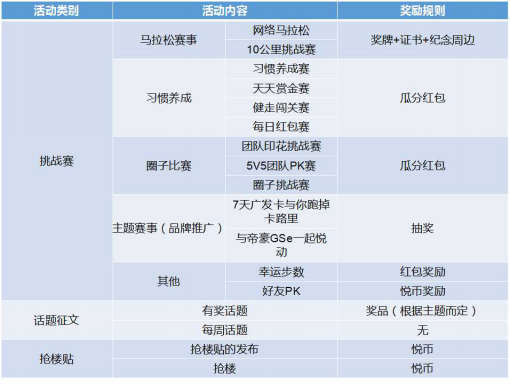 活动类别 活动内容 奖励规则
挑战赛
马拉松赛事
网络马拉松
10公里挑战赛
奖牌+证书+纪念周边
习惯养成
习惯养成赛
天天赏金赛
健走闯关赛
每日红包赛
瓜分红包
圈子比赛
团队印花挑战赛
5V5团队PK赛
圈子挑战赛
瓜分红包
主题赛事（品牌推广）
7天广发卡与你跑掉
卡路里
与帝豪GSe一起悦
动
抽奖
其他
幸运步数 红包奖励
好友PK 悦币奖励
话题征文
有奖话题 奖品（根据主题而定）
每周话题 无
抢楼贴
抢楼贴的发布 悦币
抢楼 悦币